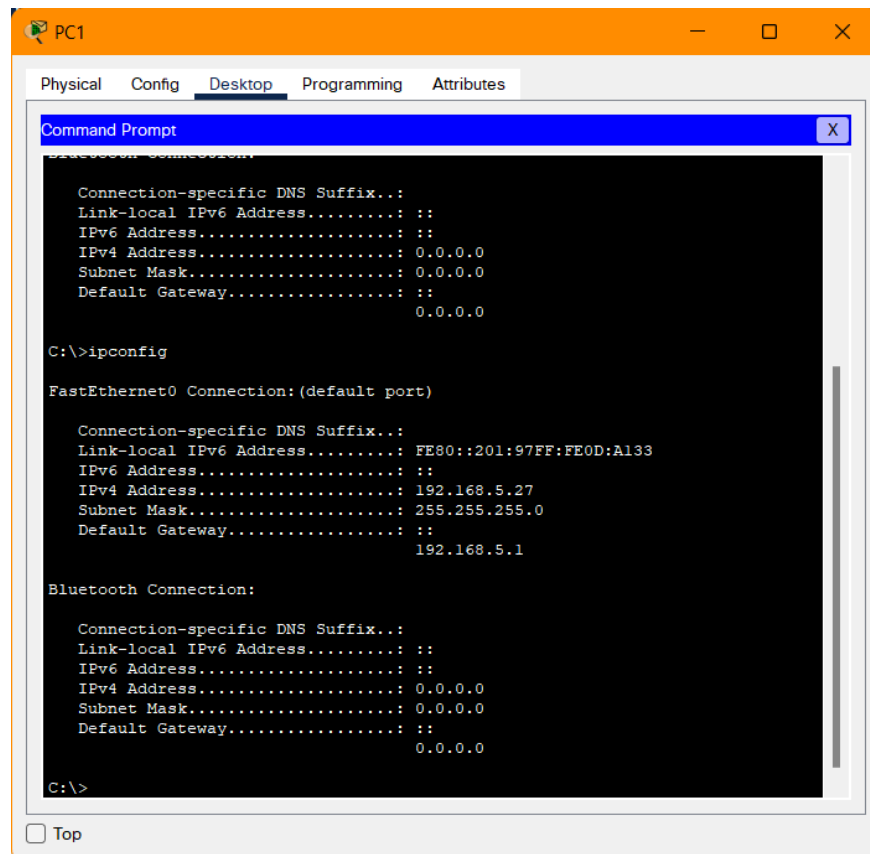 PC1
Physical Config Desktop Programming Attributes
Command Prompt
X
Bluetooth Connection:
Connection-specific DNS Suffix..:
Link-local IPv6 Address.........: ::
IPv6 Address....................: ::
IPv4 Address....................: 0.0.0.0
Subnet Mask.....................: 0.0.0.0
Default Gateway.................: ::
0.0.0.0
C:\>ipconfig
FastEthernet0 Connection:(default port)
Connection-specific DNS Suffix..:
Link-local IPv6 Address.........: FE80::201:97FF:FE0D:A133
IPv6 Address....................: ::
IPv4 Address....................: 192.168.5.27
Subnet Mask.....................: 255.255.255.0
Default Gateway.................: ::
192.168.5.1
Bluetooth Connection:
Connection-specific DNS Suffix..:
Link-local IPv6 Address.........: ::
IPv6 Address....................: ::
IPv4 Address....................: 0.0.0.0
Subnet Mask.....................: 0.0.0.0
Default Gateway.................: ::
0.0.0.0
C:\>
Top